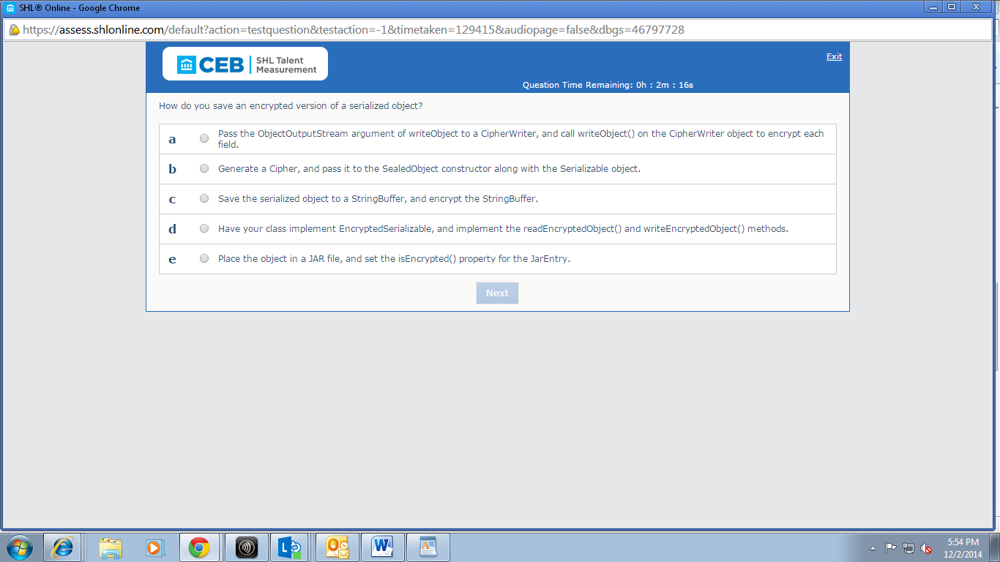 SHL® Online - Google Chrome
https://assess.shlonline.com/default?action=testquestion&testaction=-1&timetaken=129415&audiopage=false&dbgs=46797728
CEB SHL Talent Measurement
Exit
Question Time Remaining: 0h : 2m : 16s
How do you save an encrypted version of a serialized object?
a Pass the ObjectOutputStream argument of writeObject to a CipherWriter, and call writeObject() on the CipherWriter object to encrypt each
field.
b Generate a Cipher, and pass it to the SealedObject constructor along with the Serializable object.
c Save the serialized object to a StringBuffer, and encrypt the StringBuffer.
d Have your class implement EncryptedSerializable, and implement the readEncryptedObject() and writeEncryptedObject() methods.
e Place the object in a JAR file, and set the isEncrypted() property for the JarEntry.
Next
5:54 PM
12/2/2014